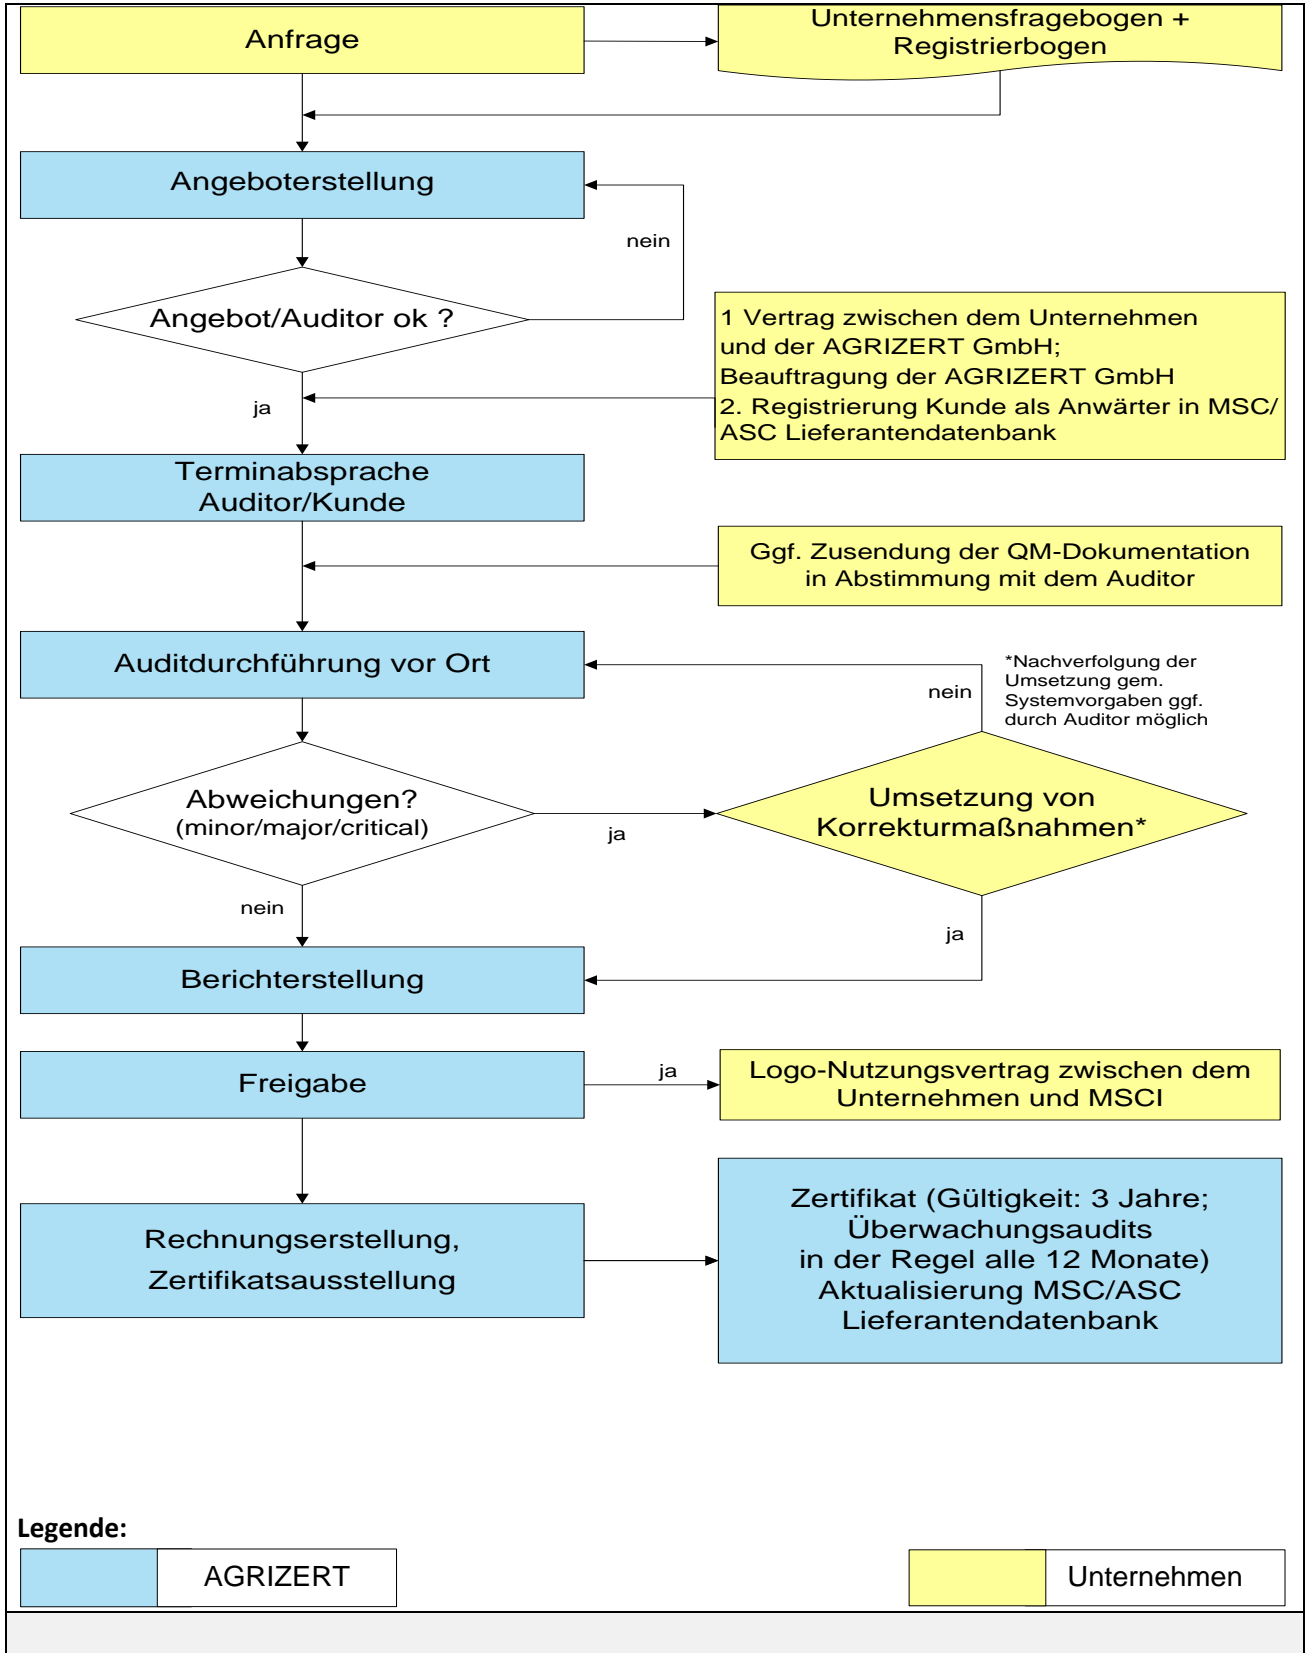 Anfrage
Unternehmensfragebogen +
Registrierbogen
Angeboterstellung
nein
Angebot/Auditor ok ?
1 Vertrag zwischen dem Unternehmen
und der AGRIZERT GmbH;
Beauftragung der AGRIZERT GmbH
2. Registrierung Kunde als Anwärter in MSC/
ASC Lieferantendatenbank
ja
Terminabsprache
Auditor/Kunde
Ggf. Zusendung der QM-Dokumentation
in Abstimmung mit dem Auditor
Auditdurchführung vor Ort
nein
*Nachverfolgung der
Umsetzung gem.
Systemvorgaben ggf.
durch Auditor möglich
Abweichungen?
(minor/major/critical)
ja
Umsetzung von
Korrekturmaßnahmen*
nein
ja
Berichterstellung
Freigabe
ja
Logo-Nutzungsvertrag zwischen dem
Unternehmen und MSCI
Rechnungserstellung,
Zertifikatsausstellung
Zertifikat (Gültigkeit: 3 Jahre;
Überwachungsaudits
in der Regel alle 12 Monate)
Aktualisierung MSC/ASC
Lieferantendatenbank
Legende:
AGRIZERT
Unternehmen